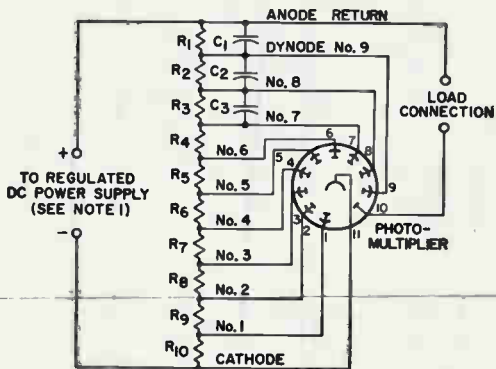 ANODE RETURN
R1 C1
DYNODE No. 9
R2 C2
No. 8
R3 C3
No. 7
LOAD
CONNECTION
R4
No. 6
6
7
5
8
+
TO REGULATED
DC POWER SUPPLY
(SEE NOTE 1)
-
R5
No. 5
4
9
R6
No. 4
3
2
1
11
10
PHOTO-
MULTIPLIER
R7
No. 3
R8
No. 2
R9
No. 1
R10
CATHODE